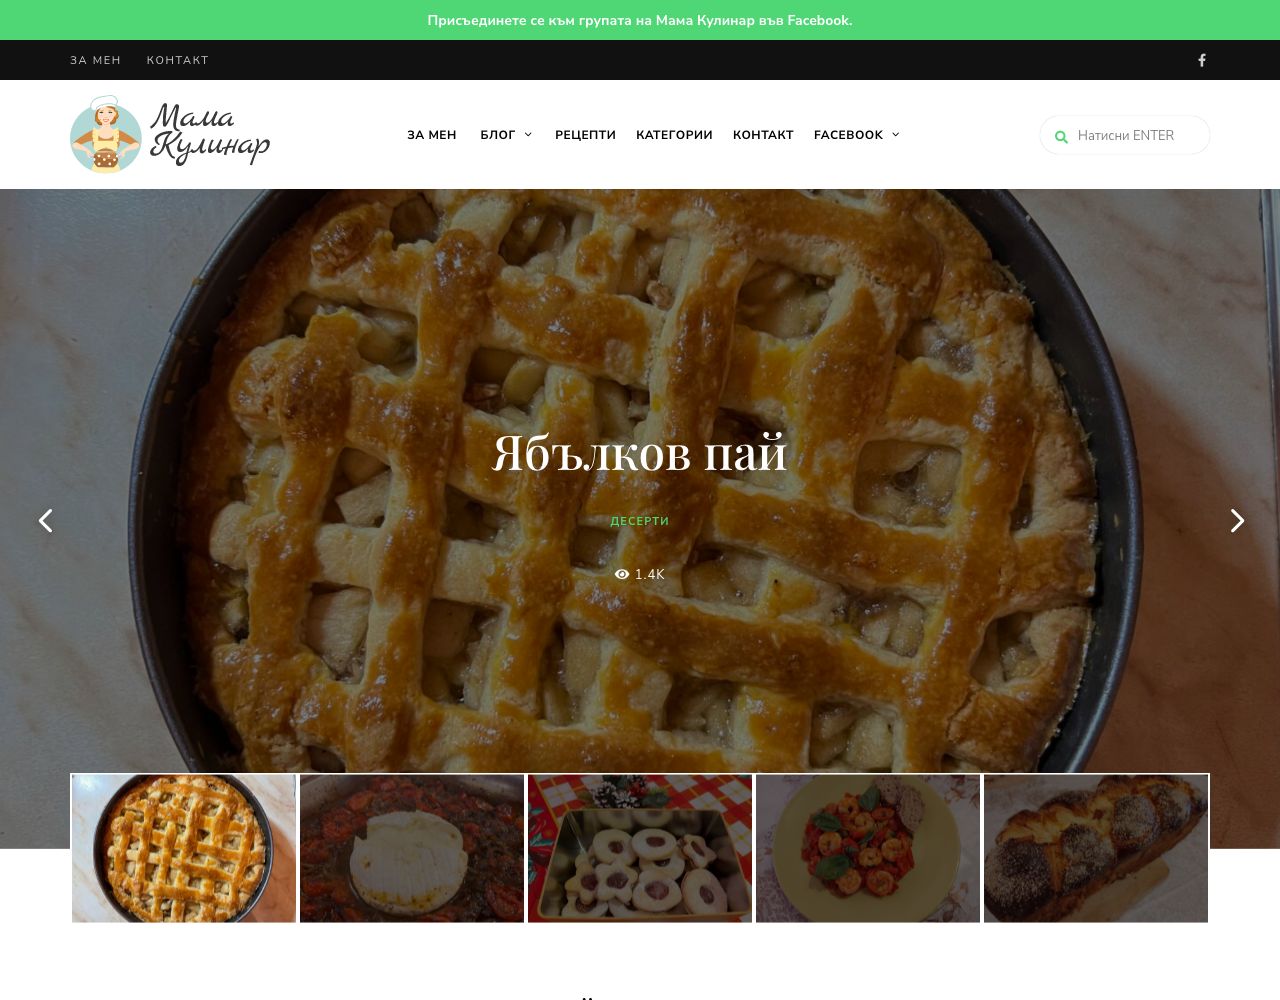 Присъединете се към групата на Мама Кулинар във Facebook.
ЗА МЕН КОНТАКТ
Мама
Кулинар
ЗА МЕН БЛОГ РЕЦЕПТИ КАТЕГОРИИ КОНТАКТ FACEBOOK
Натисни ENTER
Ябълков пай
ДЕСЕРТИ
1.4K